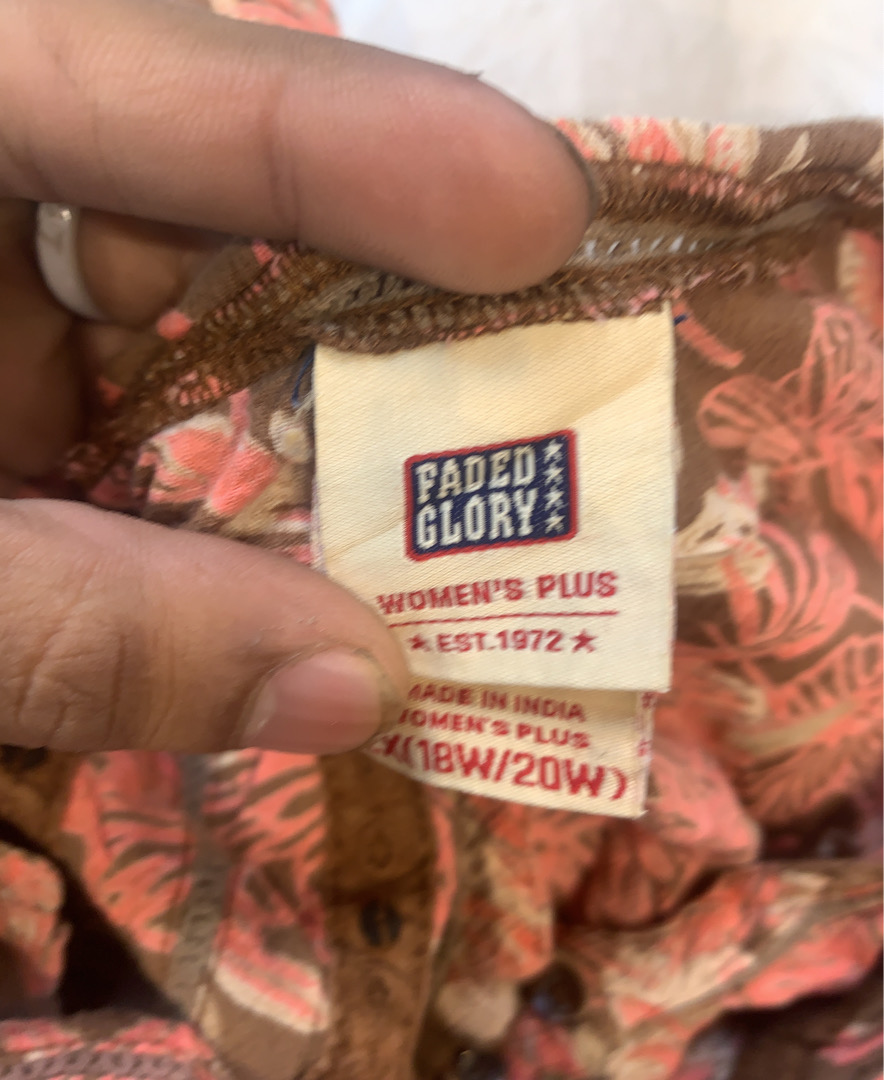 FADED
GLORY
WOMEN'S PLUS
★ EST.1972 ★
MADE IN INDIA
WOMEN'S PLUS
X(18W/20W)